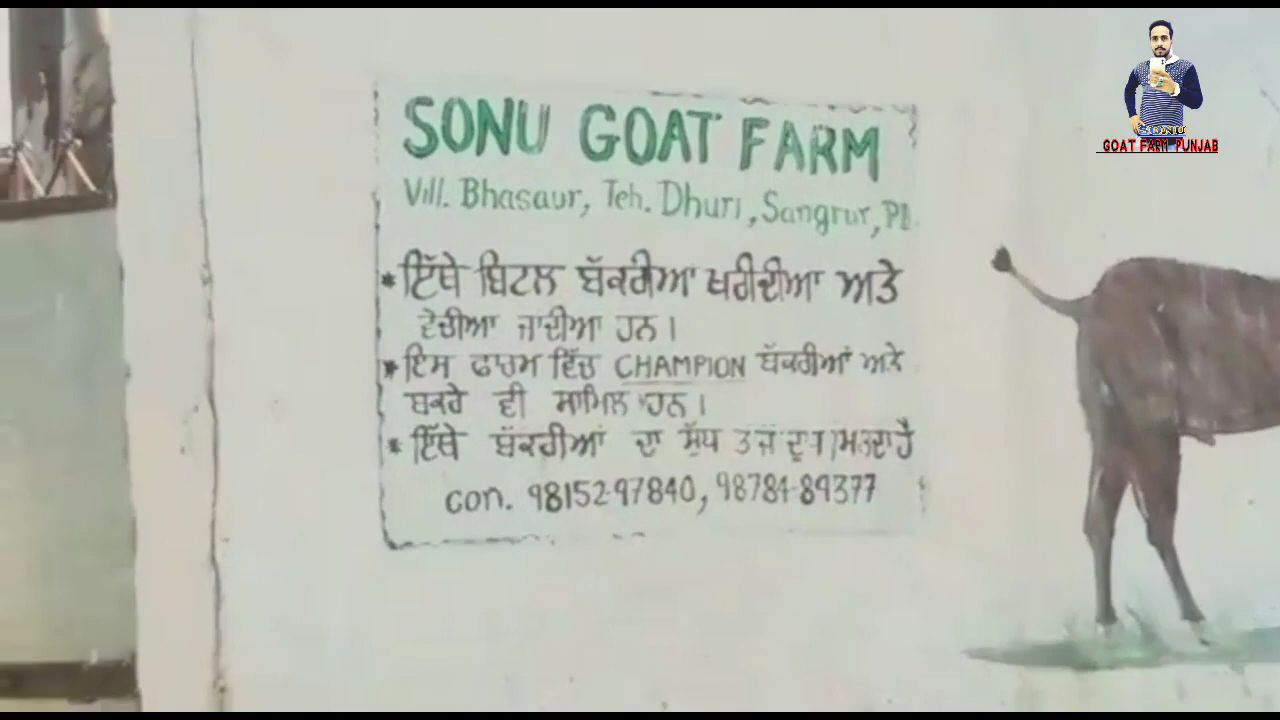 SONU GOAT FARM
Vill. Bhasaur, Teh. Dhuri, Sangrur, PB.
* ਇੱਥੇ ਬਿਟਲ ਬੱਕਰੀਆ ਖਰੀਦੀਆ ਅਤੇ
ਵੇਚੀਆ ਜਾਦੀਆ ਹਨ।
* ਇਸ ਫਾਰਮ ਵਿੱਚ CHAMPION ਬੱਕਰੀਆਂ ਅਤੇ
ਬਕਰੇ ਵੀ ਸਾਮਿਲ ਹਨ।
* ਇੱਥੇ ਬੱਕਰੀਆਂ ਦਾ ਸ਼ੁੱਧ ਤੇ ਦੁੱਧ ਮਿਲਦਾ ਹੈ
con. 98152-97840, 98784-89377
SONU
GOAT FARM PUNJAB